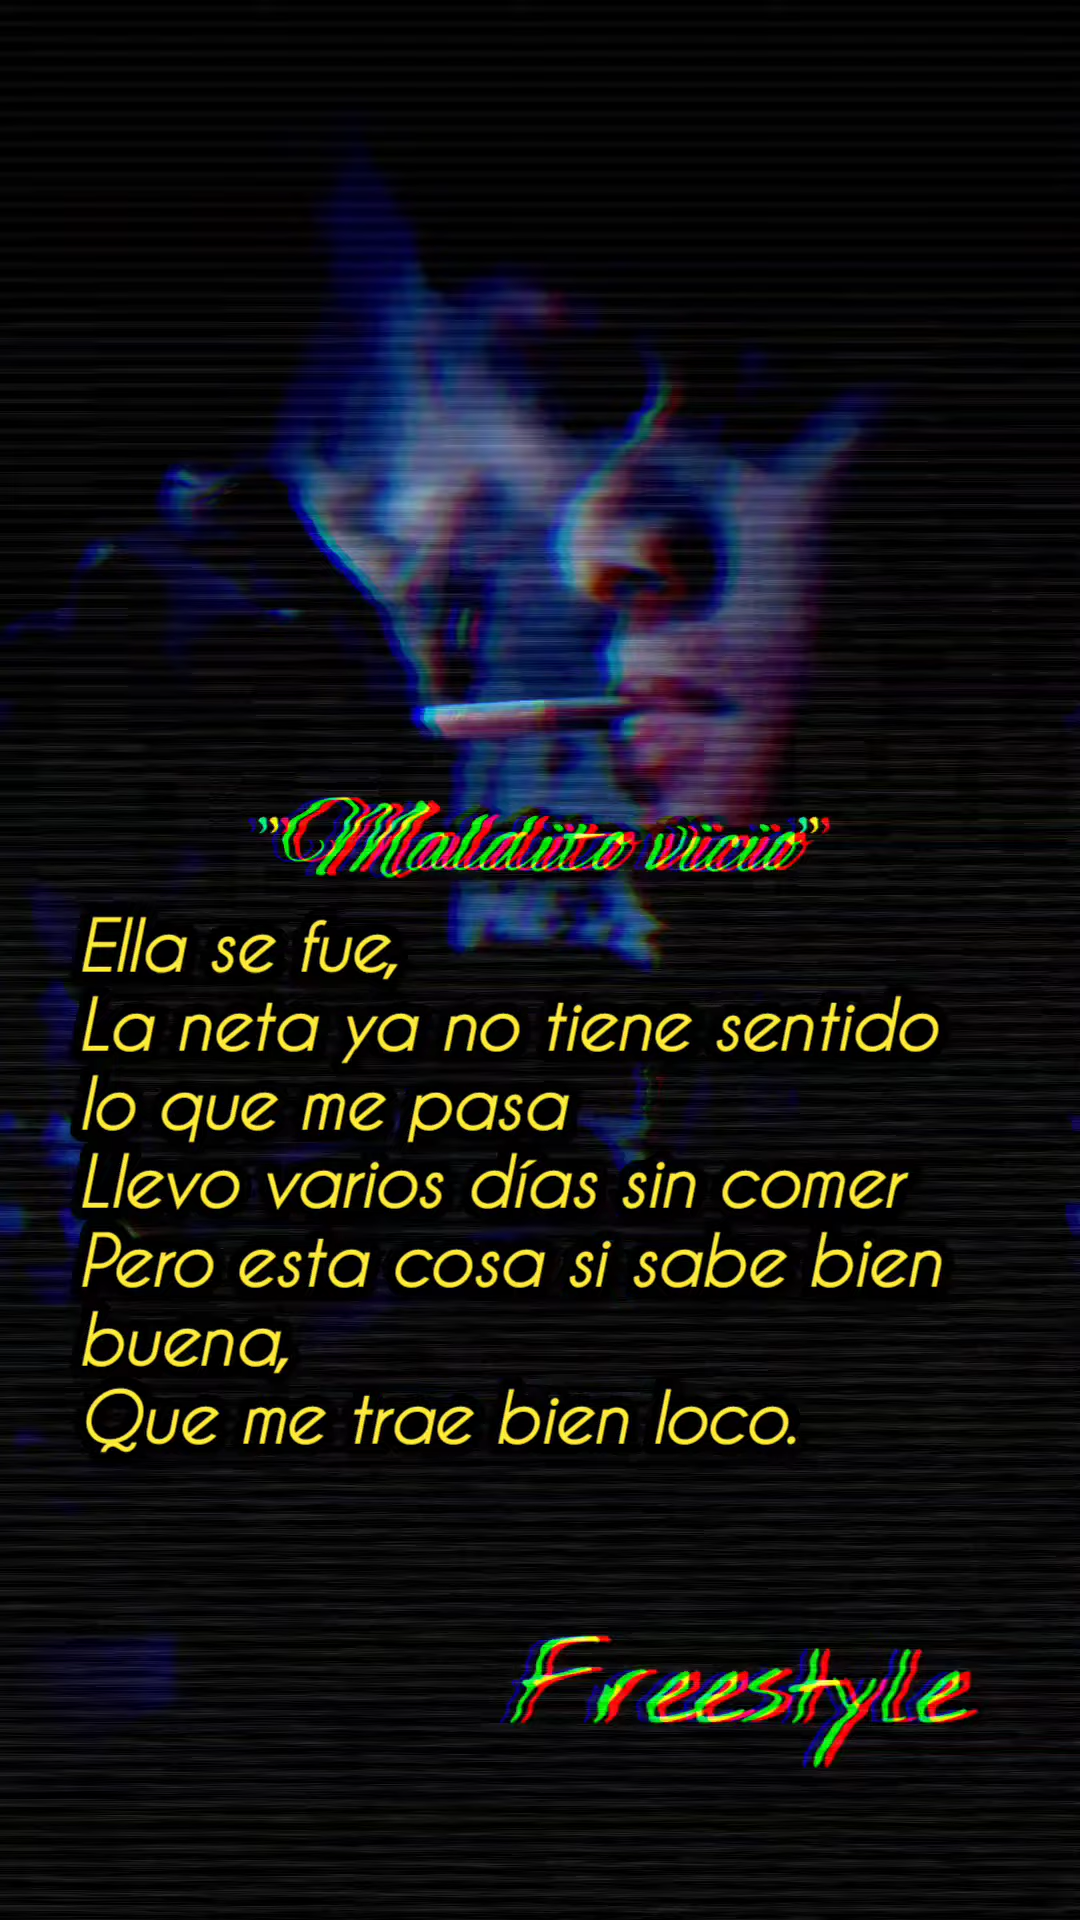 "Maldito vicio"
Ella se fue,
La neta ya no tiene sentido
lo que me pasa
Llevo varios días sin comer
Pero esta cosa si sabe bien
buena,
Que me trae bien loco.
Freestyle